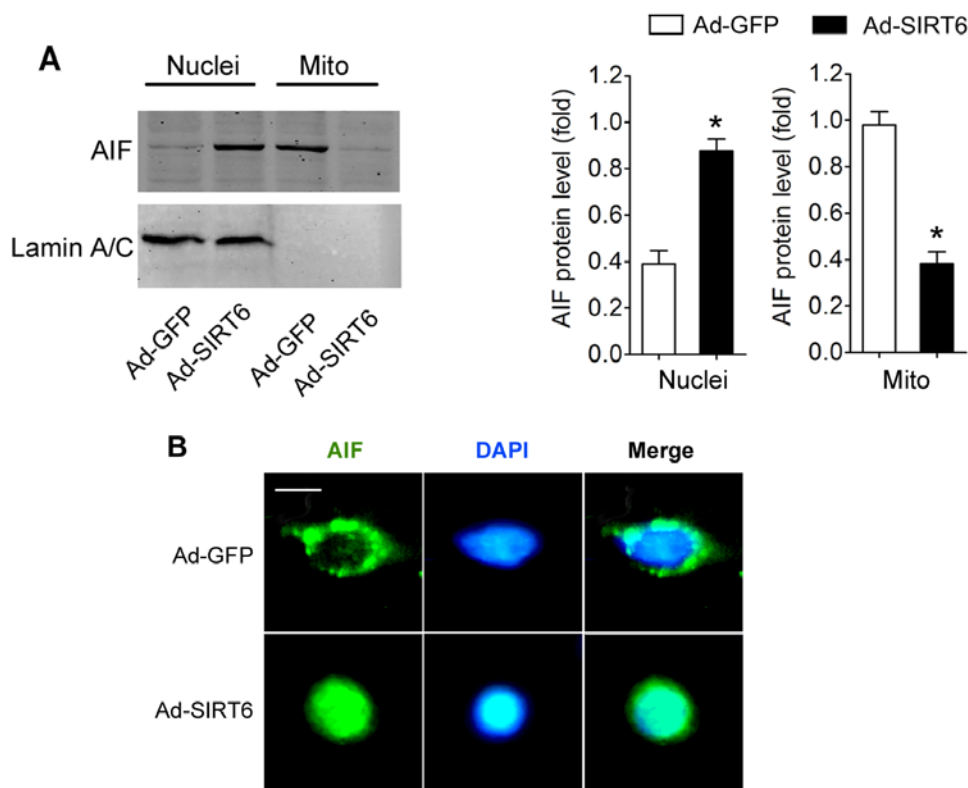 A
Nuclei Mito
AIF
Lamin A/C
Ad-GFP Ad-SIRT6 Ad-GFP Ad-SIRT6
Ad-GFP Ad-SIRT6
AIF protein level (fold)
1.2
1.0
0.8
0.6
0.4
0.2
0.0
*
Nuclei
AIF protein level (fold)
1.2
1.0
0.8
0.6
0.4
0.2
0.0
*
Mito
B
AIF DAPI Merge
Ad-GFP
Ad-SIRT6